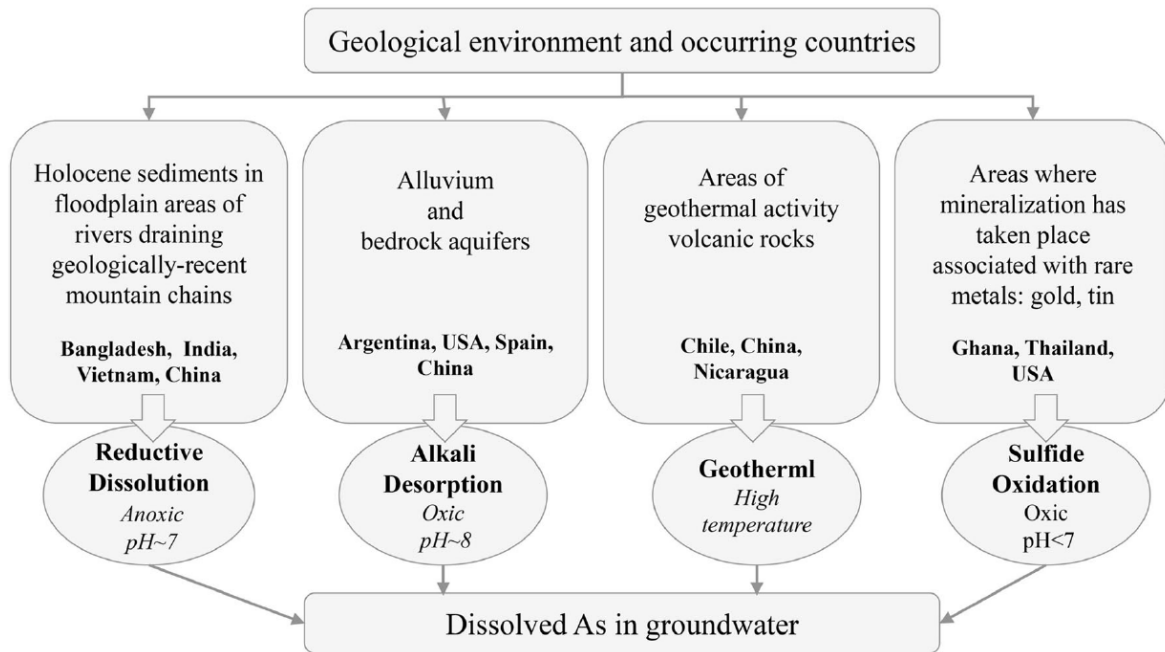 Geological environment and occurring countries
Holocene sediments in
floodplain areas of
rivers draining
geologically-recent
mountain chains
Bangladesh, India,
Vietnam, China
Reductive
Dissolution
Anoxic
pH~7
Alluvium
and
bedrock aquifers
Argentina, USA, Spain,
China
Alkali
Desorption
Oxic
pH~8
Areas of
geothermal activity
volcanic rocks
Chile, China,
Nicaragua
Geotherml
High
temperature
Areas where
mineralization has
taken place
associated with rare
metals: gold, tin
Ghana, Thailand,
USA
Sulfide
Oxidation
Oxic
pH<7
Dissolved As in groundwater